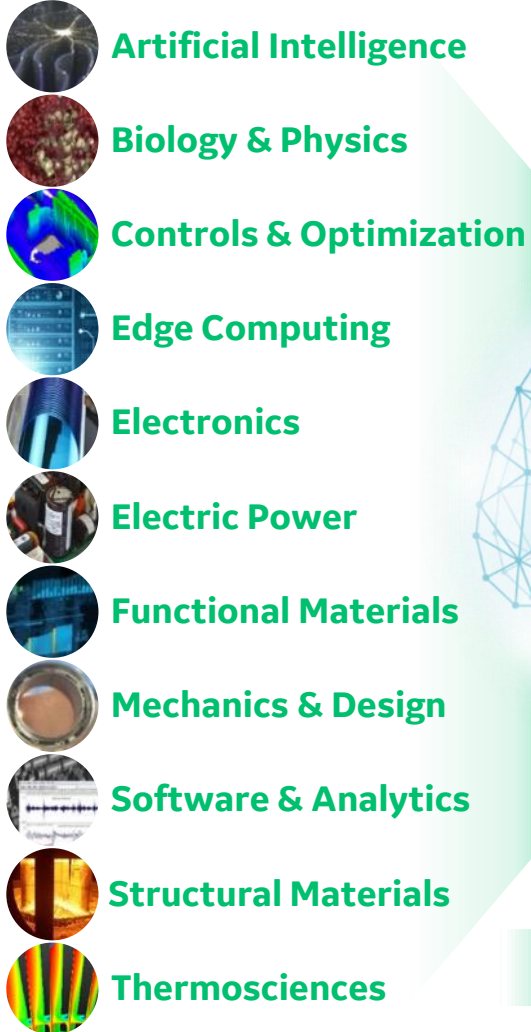 Artificial Intelligence
Biology & Physics
Controls & Optimization
Edge Computing
Electronics
Electric Power
Functional Materials
Mechanics & Design
Software & Analytics
Structural Materials
Thermosciences